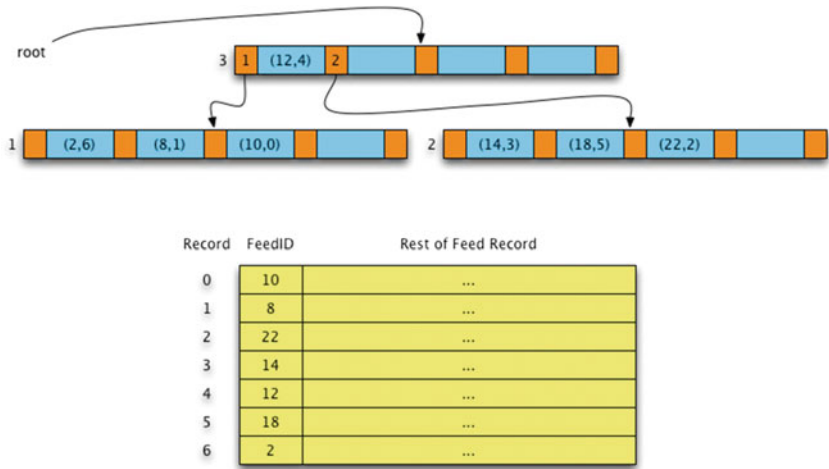 root
3 1 (12,4) 2
1 (2,6) (8,1) (10,0)
2 (14,3) (18,5) (22,2)
Record FeedID Rest of Feed Record
0 10 ...
1 8 ...
2 22 ...
3 14 ...
4 12 ...
5 18 ...
6 2 ...